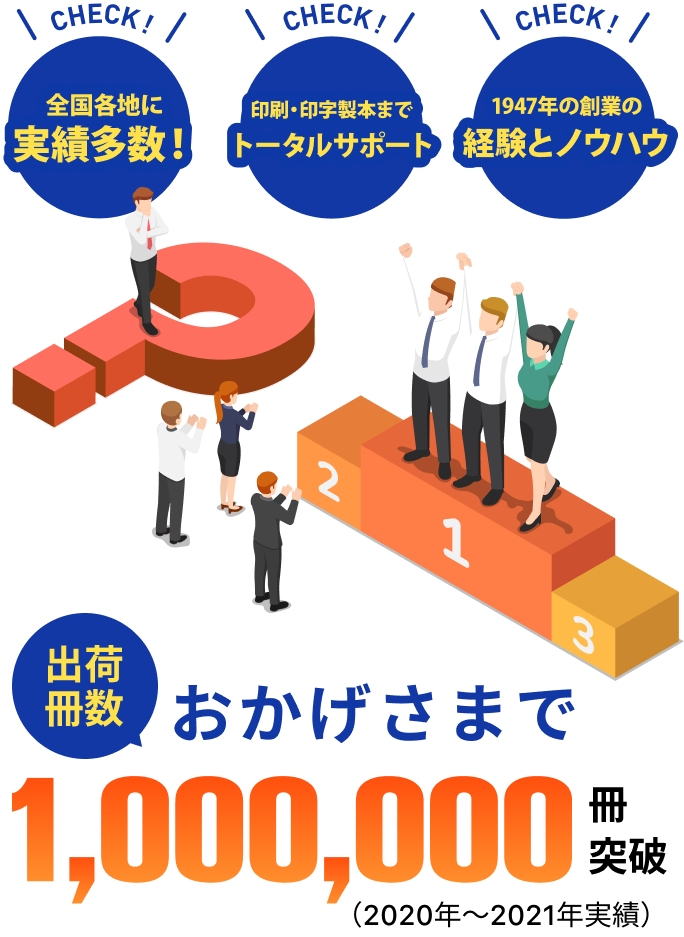 CHECK!
全国各地に
実績多数!
CHECK!
印刷・印字製本まで
トータルサポート
CHECK!
1947年の創業の
経験とノウハウ
2
1
3
出荷
冊数
おかげさまで
1,000,000冊
突破
(2020年〜2021年実績)